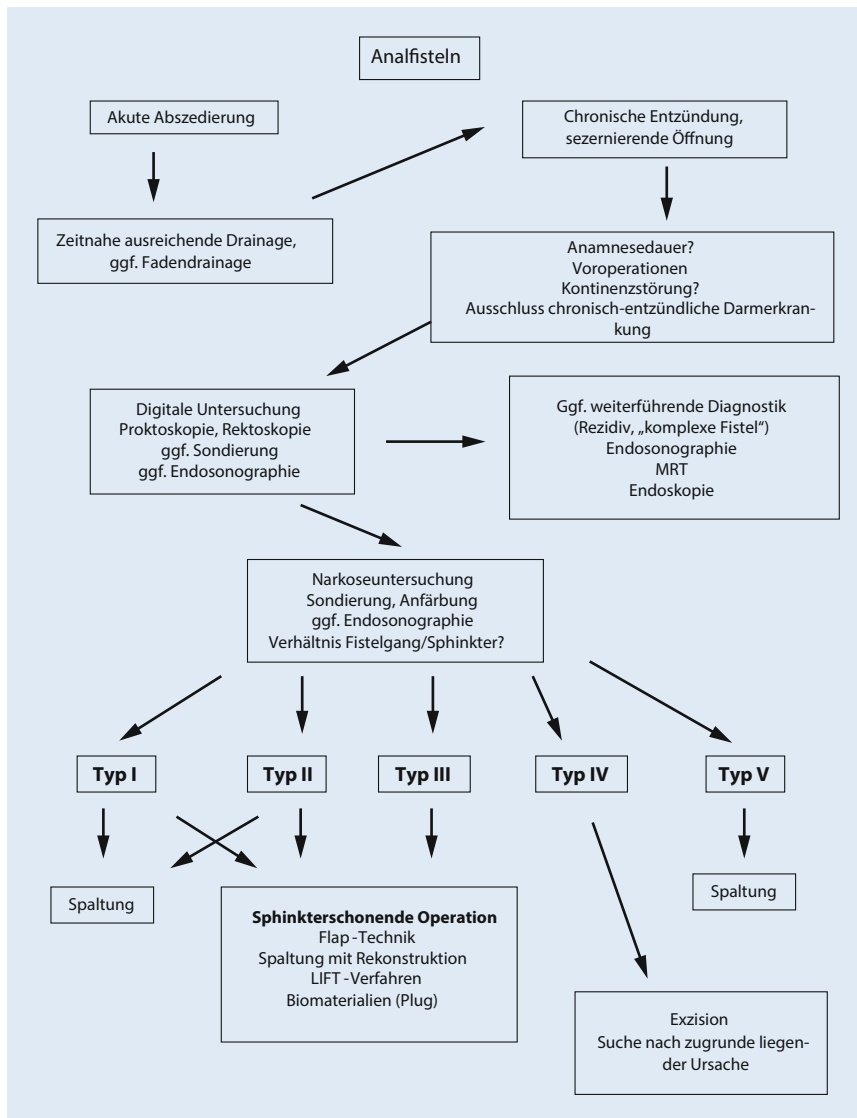 Analfisteln
Akute Abszedierung
Chronische Entzündung,
sezernierende Öffnung
Zeitnahe ausreichende Drainage,
ggf. Fadendrainage
Anamnesedauer?
Voroperationen
Kontinenzstörung?
Ausschluss chronisch-entzündliche Darmerkran-
kung
Digitale Untersuchung
Proktoskopie, Rektoskopie
ggf. Sondierung
ggf. Endosonographie
Ggf. weiterführende Diagnostik
(Rezidiv, „komplexe Fistel“)
Endosonographie
MRT
Endoskopie
Narkoseuntersuchung
Sondierung, Anfärbung
ggf. Endosonographie
Verhältnis Fistelgang/Sphinkter?
Typ I
Typ II
Typ III
Typ IV
Typ V
Spaltung
Sphinkterschonende Operation
Flap-Technik
Spaltung mit Rekonstruktion
LIFT-Verfahren
Biomaterialien (Plug)
Spaltung
Exzision
Suche nach zugrunde liegen-
der Ursache